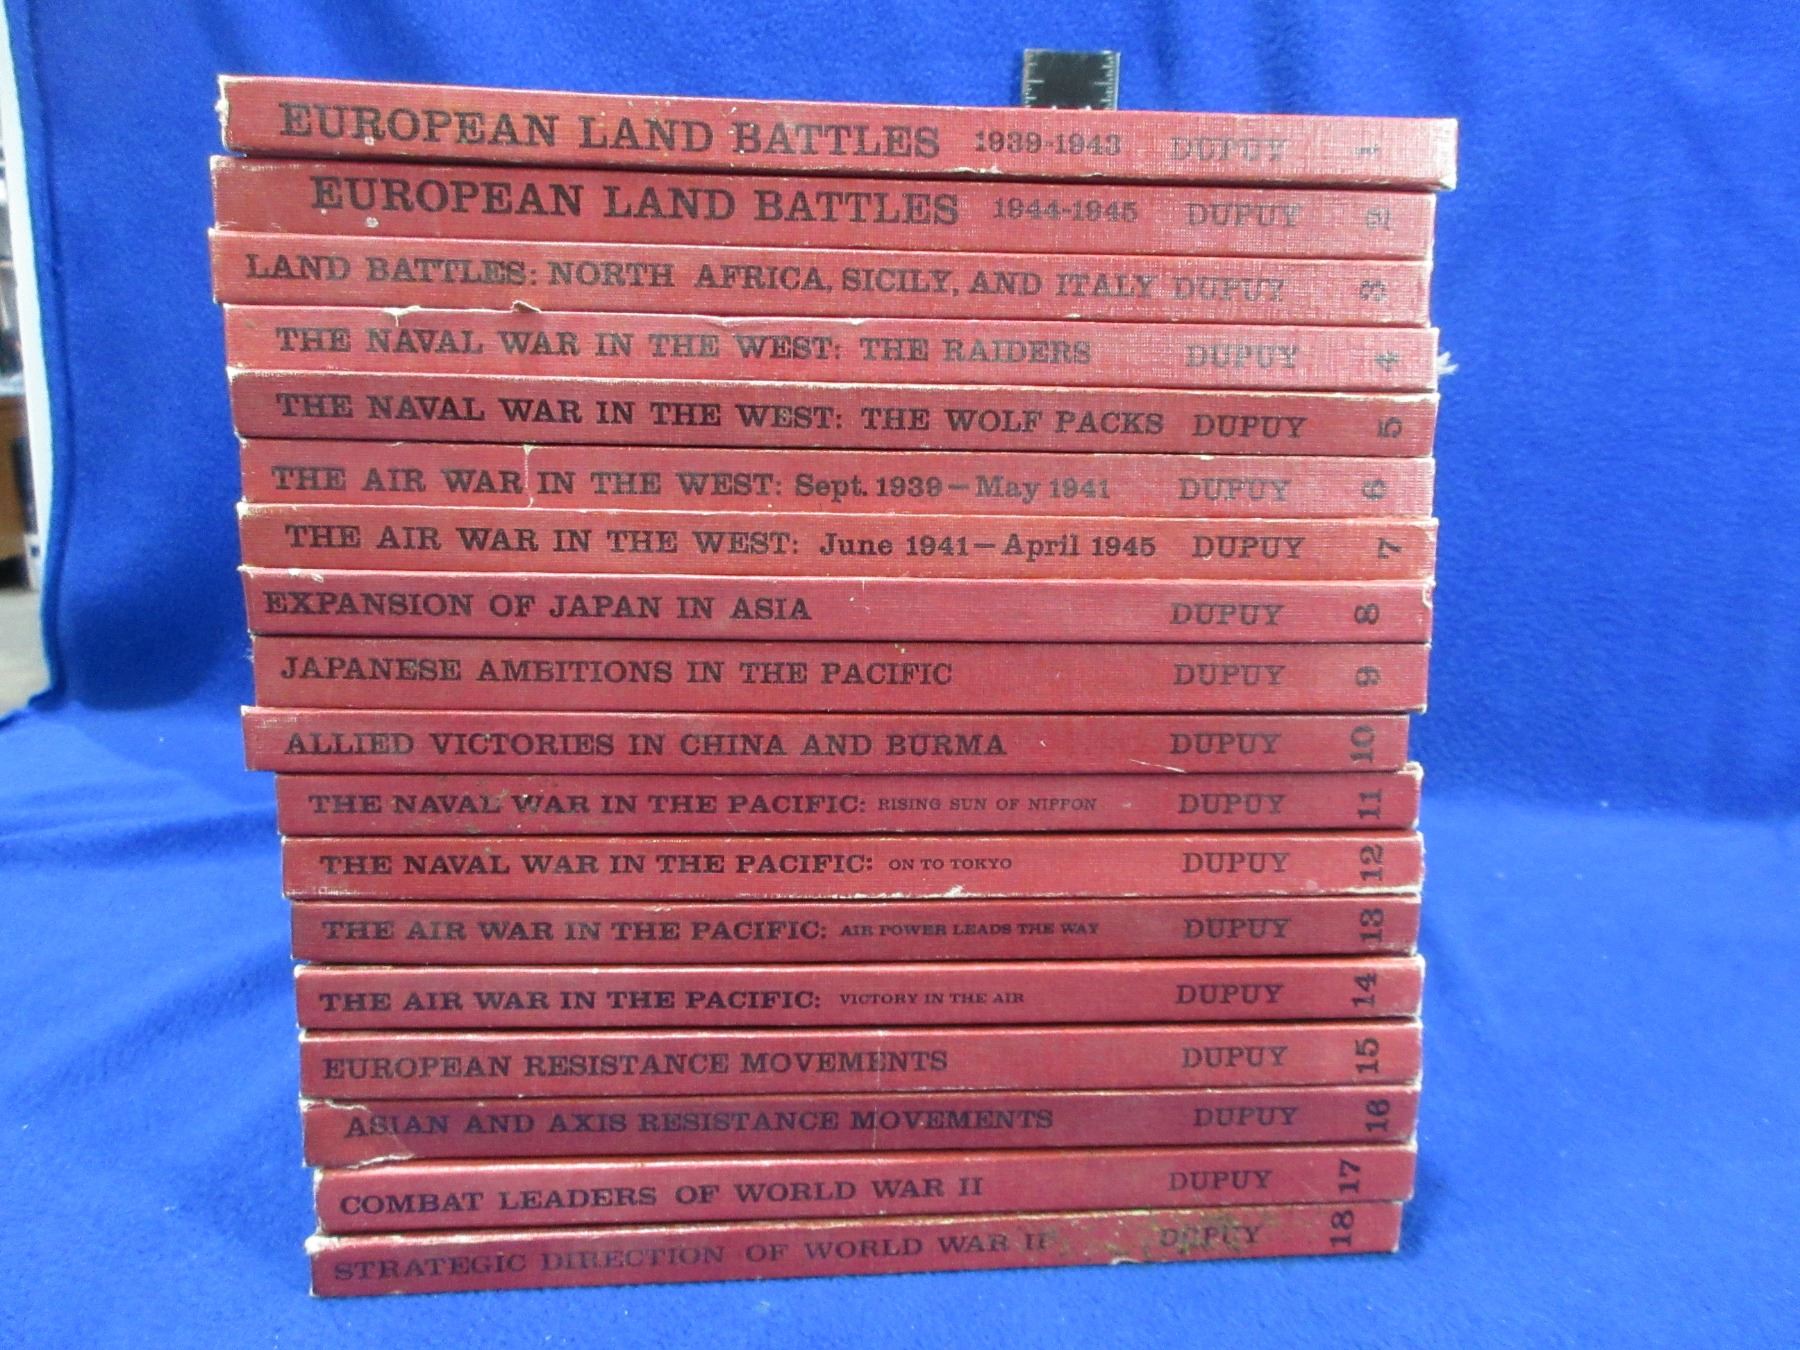 EUROPEAN LAND BATTLES 1939-1943 DUPUY 1
EUROPEAN LAND BATTLES 1944-1945 DUPUY 2
LAND BATTLES: NORTH AFRICA, SICILY, AND ITALY DUPUY 3
THE NAVAL WAR IN THE WEST: THE RAIDERS DUPUY 4
THE NAVAL WAR IN THE WEST: THE WOLF PACKS DUPUY 5
THE AIR WAR IN THE WEST: Sept. 1939 – May 1941 DUPUY 6
THE AIR WAR IN THE WEST: June 1941 – April 1945 DUPUY 7
EXPANSION OF JAPAN IN ASIA DUPUY 8
JAPANESE AMBITIONS IN THE PACIFIC DUPUY 9
ALLIED VICTORIES IN CHINA AND BURMA DUPUY 10
THE NAVAL WAR IN THE PACIFIC: RISING SUN OF NIPPON DUPUY 11
THE NAVAL WAR IN THE PACIFIC: ON TO TOKYO DUPUY 12
THE AIR WAR IN THE PACIFIC: AIR POWER LEADS THE WAY DUPUY 13
THE AIR WAR IN THE PACIFIC: VICTORY IN THE AIR DUPUY 14
EUROPEAN RESISTANCE MOVEMENTS DUPUY 15
ASIAN AND AXIS RESISTANCE MOVEMENTS DUPUY 16
COMBAT LEADERS OF WORLD WAR II DUPUY 17
STRATEGIC DIRECTION OF WORLD WAR II DUPUY 18